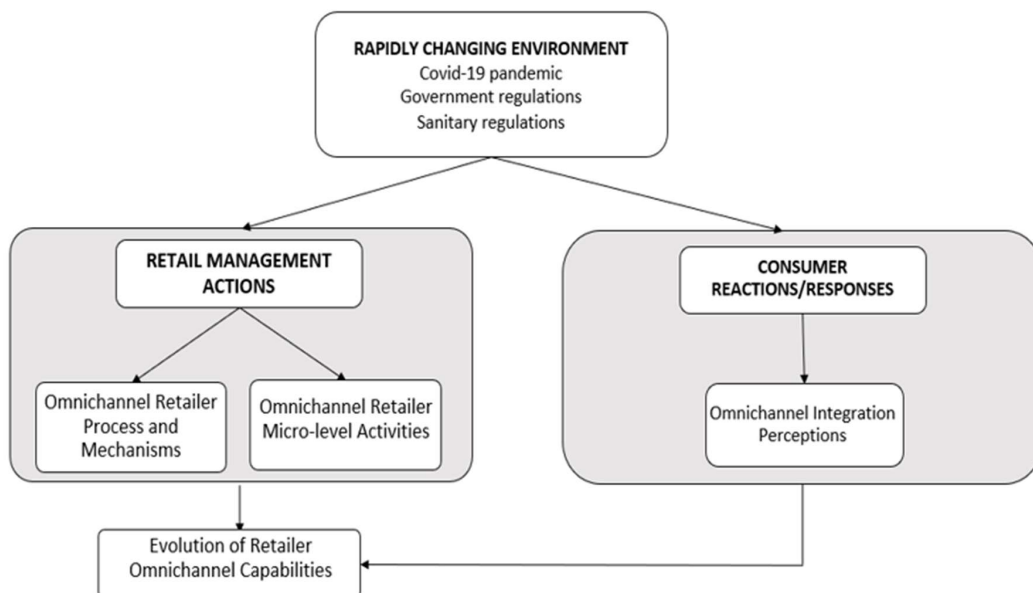 RAPIDLY CHANGING ENVIRONMENT
Covid-19 pandemic
Government regulations
Sanitary regulations
RETAIL MANAGEMENT
ACTIONS
Omnichannel Retailer
Process and
Mechanisms
Omnichannel Retailer
Micro-level Activities
CONSUMER
REACTIONS/RESPONSES
Omnichannel Integration
Perceptions
Evolution of Retailer
Omnichannel Capabilities